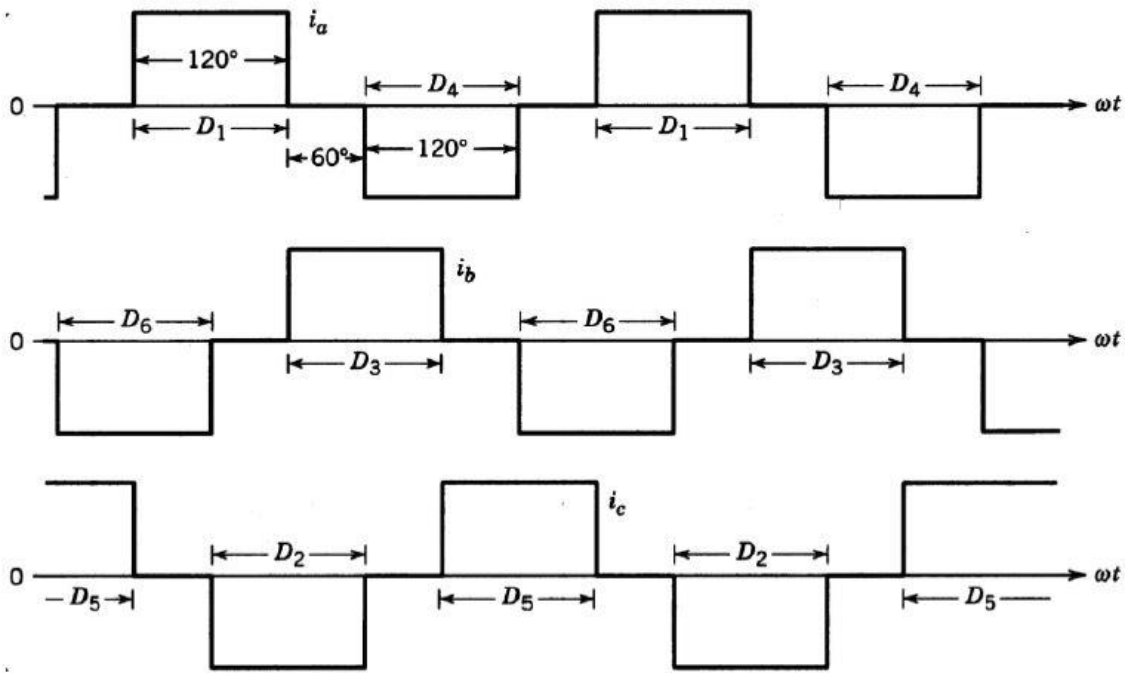 i_a
120°
D_4
D_4
0
ωt
D_1
D_1
60°
120°
i_b
D_6
D_6
0
ωt
D_3
D_3
i_c
D_2
D_2
0
ωt
D_5
D_5
D_5